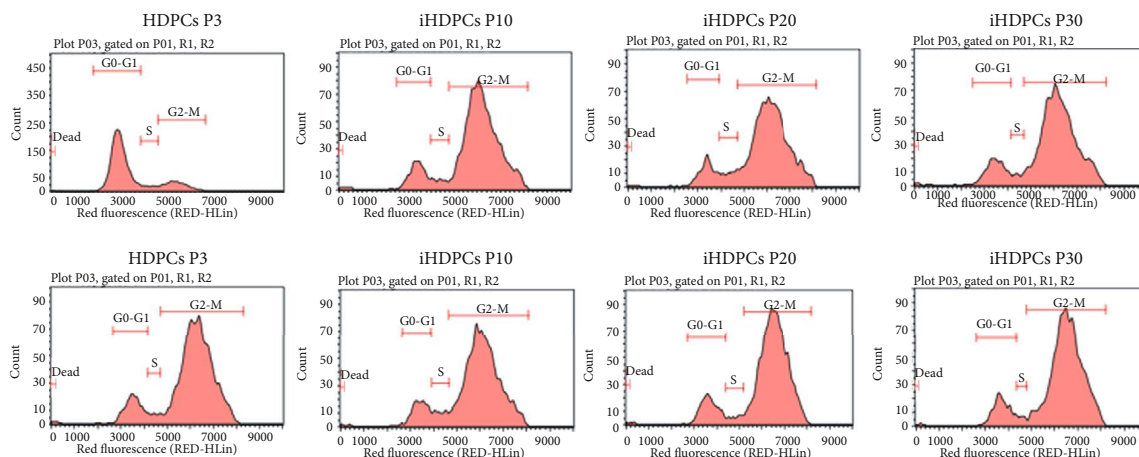 HDPCs P3
Plot P03, gated on P01, R1, R2
Count
450
350
250
150
50
0
G0-G1
G2-M
S
Dead
0 1000 3000 5000 7000 9000
Red fluorescence (RED-HLin)
iHDPCs P10
Plot P03, gated on P01, R1, R2
Count
90
70
50
30
10
0
G0-G1
G2-M
S
Dead
0 1000 3000 5000 7000 9000
Red fluorescence (RED-HLin)
iHDPCs P20
Plot P03, gated on P01, R1, R2
Count
90
70
50
30
10
0
G0-G1
G2-M
S
Dead
0 1000 3000 5000 7000 9000
Red fluorescence (RED-HLin)
iHDPCs P30
Plot P03, gated on P01, R1, R2
Count
90
70
50
30
10
0
G0-G1
G2-M
S
Dead
0 1000 3000 5000 7000 9000
Red fluorescence (RED-HLin)
HDPCs P3
Plot P03, gated on P01, R1, R2
Count
90
70
50
30
10
0
G0-G1
G2-M
S
Dead
0 1000 3000 5000 7000 9000
Red fluorescence (RED-HLin)
iHDPCs P10
Plot P03, gated on P01, R1, R2
Count
90
70
50
30
10
0
G0-G1
G2-M
S
Dead
0 1000 3000 5000 7000 9000
Red fluorescence (RED-HLin)
iHDPCs P20
Plot P03, gated on P01, R1, R2
Count
90
70
50
30
10
0
G0-G1
G2-M
S
Dead
0 1000 3000 5000 7000 9000
Red fluorescence (RED-HLin)
iHDPCs P30
Plot P03, gated on P01, R1, R2
Count
90
70
50
30
10
0
G0-G1
G2-M
S
Dead
0 1000 3000 5000 7000 9000
Red fluorescence (RED-HLin)